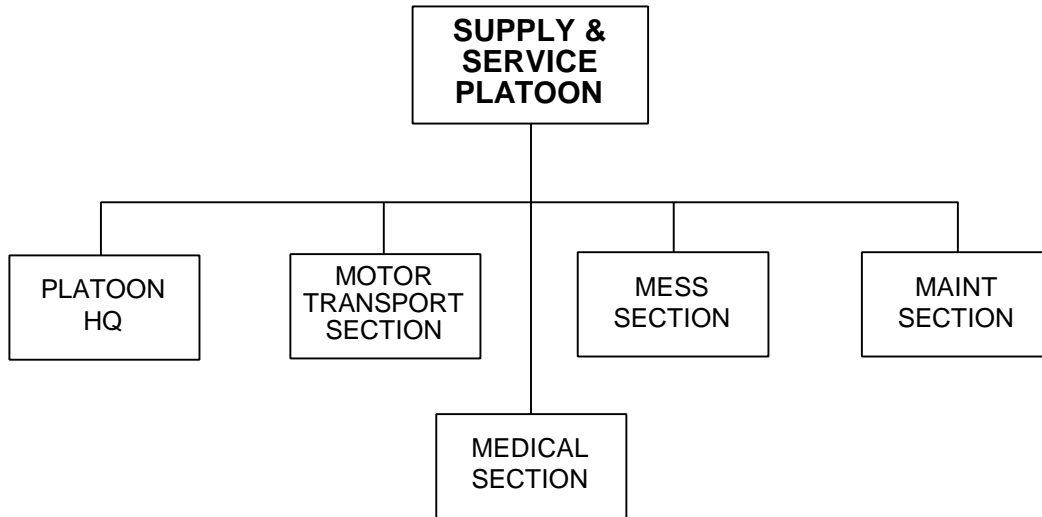 SUPPLY &
SERVICE
PLATOON
PLATOON
HQ
MOTOR
TRANSPORT
SECTION
MESS
SECTION
MAINT
SECTION
MEDICAL
SECTION